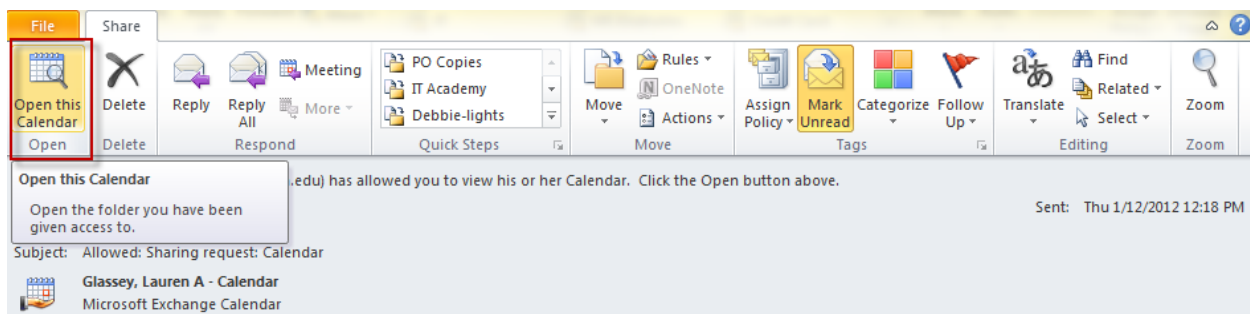 File Share
Open this Calendar
Delete
Reply
Reply All
Meeting
More
PO Copies
IT Academy
Debbie-lights
Move
Rules
OneNote
Actions
Assign Policy
Mark Unread
Categorize
Follow Up
Translate
Find
Related
Select
Zoom
Open Delete Respond Quick Steps Move Tags Editing Zoom
Open this Calendar
Open the folder you have been
given access to.
.edu) has allowed you to view his or her Calendar. Click the Open button above.
Sent: Thu 1/12/2012 12:18 PM
Subject: Allowed: Sharing request: Calendar
Glassey, Lauren A - Calendar
Microsoft Exchange Calendar